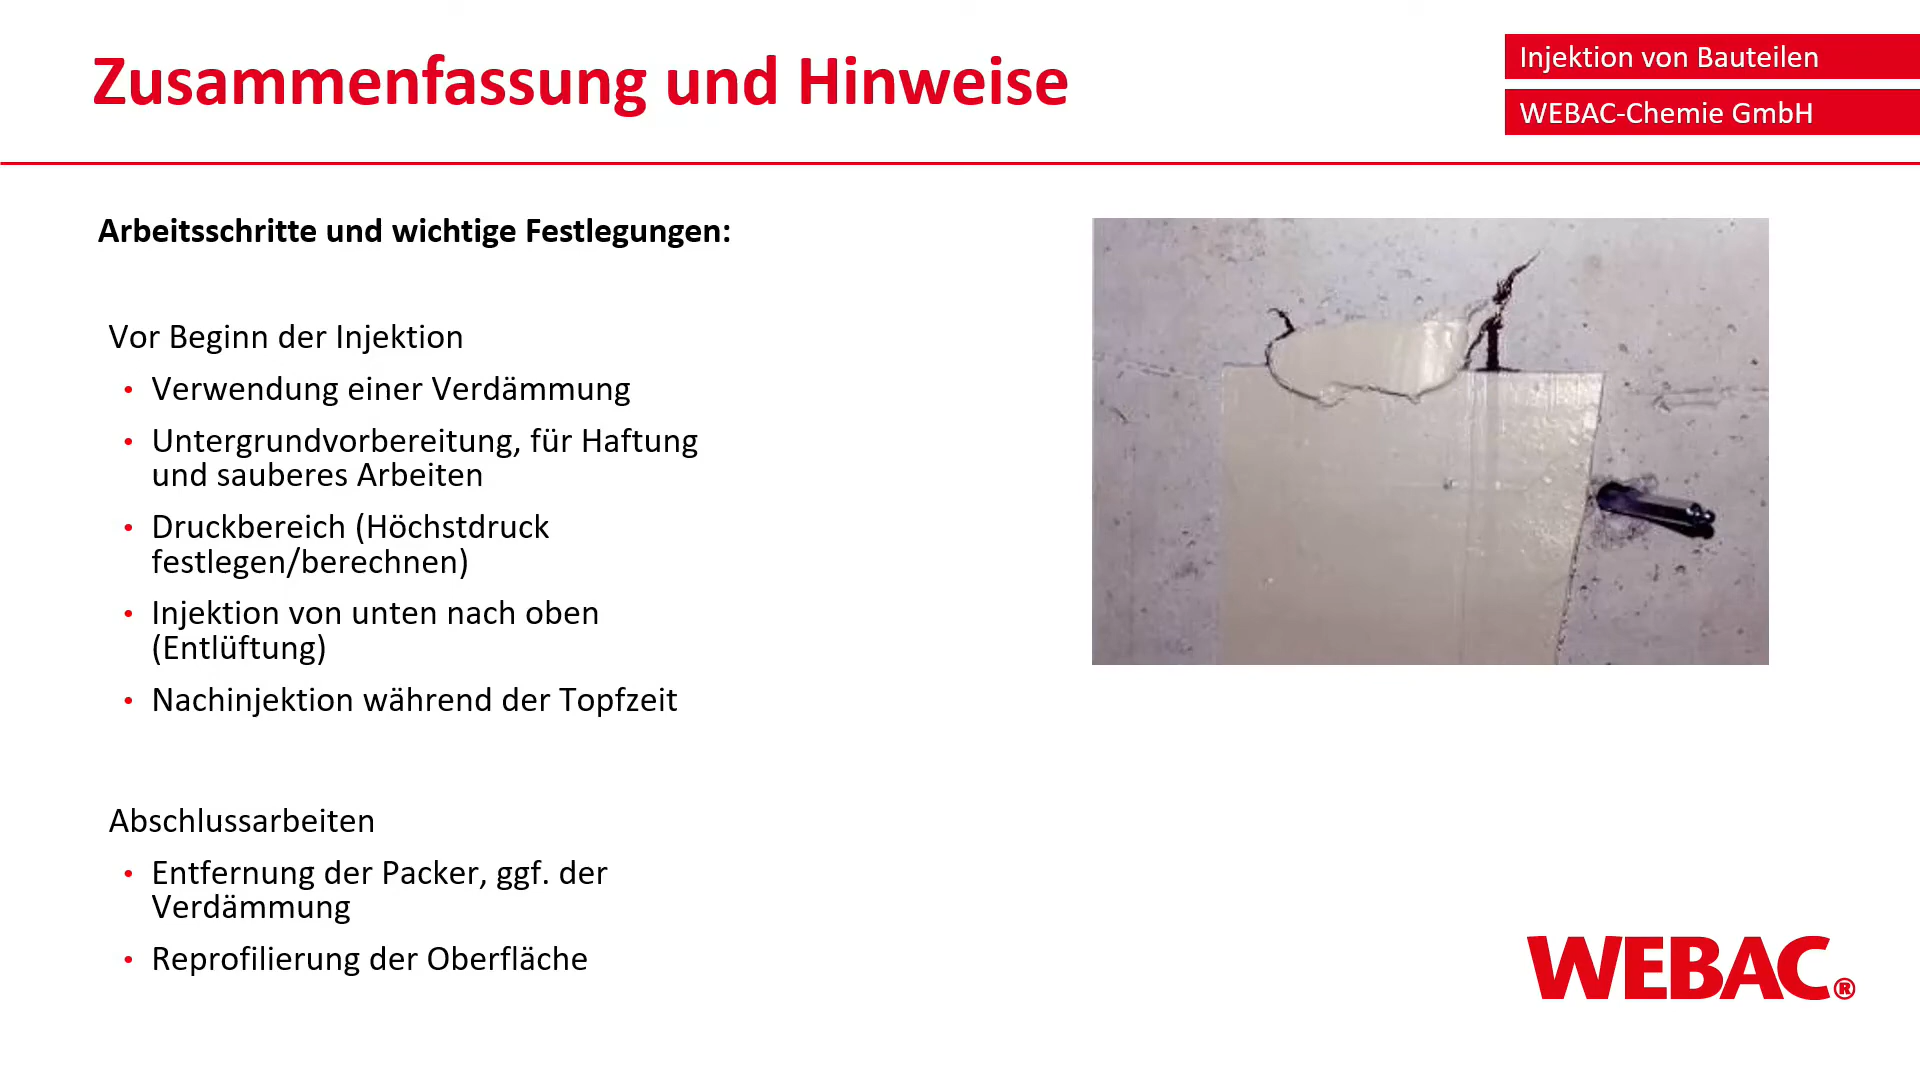 Zusammenfassung und Hinweise
Injektion von Bauteilen
WEBAC-Chemie GmbH
Arbeitsschritte und wichtige Festlegungen:
Vor Beginn der Injektion
• Verwendung einer Verdämmung
• Untergrundvorbereitung, für Haftung
und sauberes Arbeiten
• Druckbereich (Höchstdruck
festlegen/berechnen)
• Injektion von unten nach oben
(Entlüftung)
• Nachinjektion während der Topfzeit
Abschlussarbeiten
• Entfernung der Packer, ggf. der
Verdämmung
• Reprofilierung der Oberfläche
WEBAC®